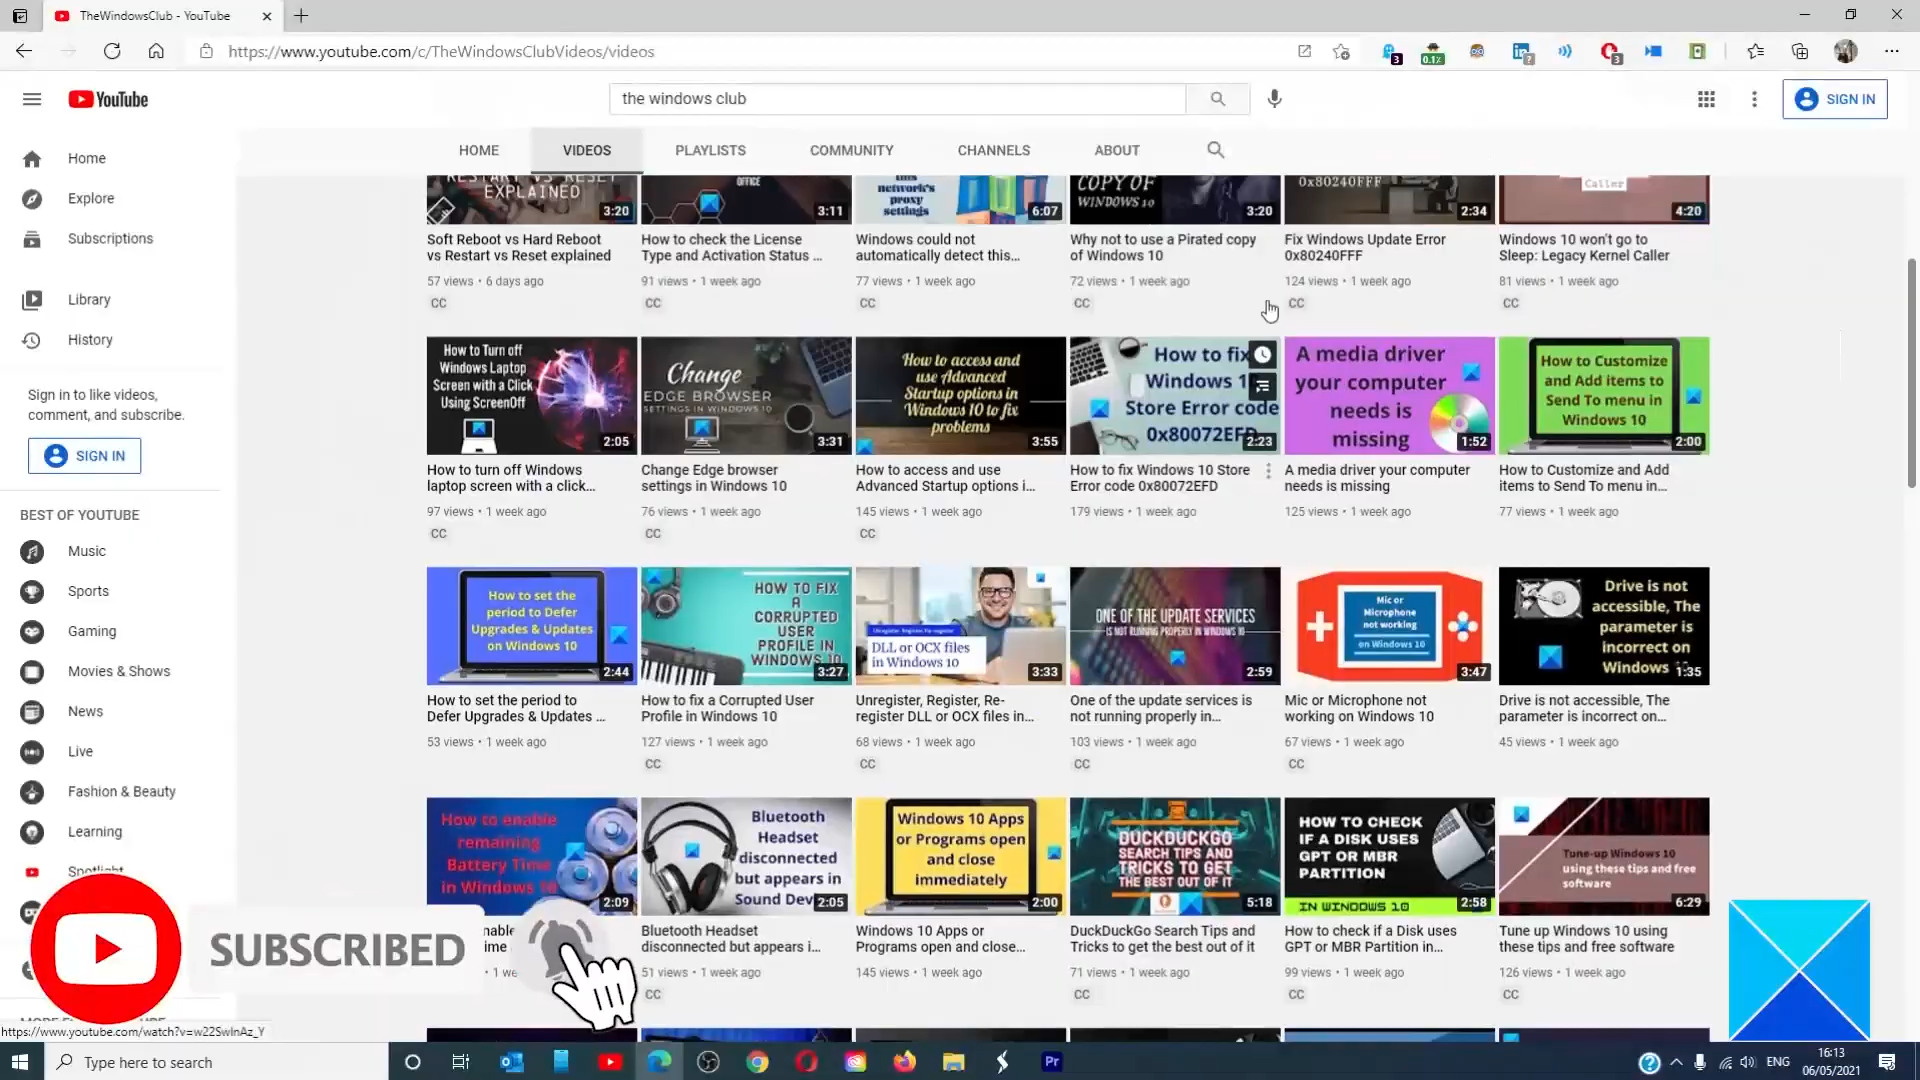 TheWindowsClub - YouTube
https://www.youtube.com/c/TheWindowsClubVideos/videos
3
0.1%
?
3
YouTube
the windows club
SIGN IN
HOME
VIDEOS
PLAYLISTS
COMMUNITY
CHANNELS
ABOUT
Home
Explore
Subscriptions
Library
History
Sign in to like videos,
comment, and subscribe.
SIGN IN
BEST OF YOUTUBE
Music
Sports
Gaming
Movies & Shows
News
Live
Fashion & Beauty
Learning
Spotlight
EXPLAINED
3:20
OFFICE
3:11
this
network's
proxy
settings
6:07
COPY OF
WINDOWS 10
3:20
0x80240FFF
2:34
Caller
4:20
Soft Reboot vs Hard Reboot
vs Restart vs Reset explained
57 views • 6 days ago
CC
How to check the License
Type and Activation Status ...
91 views • 1 week ago
CC
Windows could not
automatically detect this...
77 views • 1 week ago
CC
Why not to use a Pirated copy
of Windows 10
72 views • 1 week ago
CC
Fix Windows Update Error
0x80240FFF
124 views • 1 week ago
CC
Windows 10 won't go to
Sleep: Legacy Kernel Caller
81 views • 1 week ago
CC
How to Turn off
Windows Laptop
Screen with a Click
Using ScreenOff
2:05
Change
EDGE BROWSER
SETTINGS IN WINDOWS 10
3:31
How to access and
use Advanced
Startup options in
Windows 10 to fix
problems
3:55
How to fix
Windows 1
Store Error code
0x80072EFD
2:23
A media driver
your computer
needs is
missing
1:52
How to Customize
and Add items to
Send To menu in
Windows 10
2:00
How to turn off Windows
laptop screen with a click...
97 views • 1 week ago
CC
Change Edge browser
settings in Windows 10
76 views • 1 week ago
CC
How to access and use
Advanced Startup options i...
145 views • 1 week ago
CC
How to fix Windows 10 Store
Error code 0x80072EFD
179 views • 1 week ago
A media driver your computer
needs is missing
125 views • 1 week ago
How to Customize and Add
items to Send To menu in...
77 views • 1 week ago
How to set the
period to Defer
Upgrades & Updates
on Windows 10
2:44
HOW TO FIX
A
CORRUPTED
USER
PROFILE IN
WINDOWS 10
3:27
Unregister, Register, Re-register
DLL or OCX files
in Windows 10
3:33
ONE OF THE UPDATE SERVICES
IS NOT RUNNING PROPERLY IN WINDOWS 10
2:59
Mic or
Microphone
not working
on Windows 10
3:47
Drive is not
accessible, The
parameter is
incorrect on
Windows
1:35
How to set the period to
Defer Upgrades & Updates ...
53 views • 1 week ago
How to fix a Corrupted User
Profile in Windows 10
127 views • 1 week ago
CC
Unregister, Register, Re-
register DLL or OCX files in...
68 views • 1 week ago
CC
One of the update services is
not running properly in...
103 views • 1 week ago
CC
Mic or Microphone not
working on Windows 10
67 views • 1 week ago
CC
Drive is not accessible, The
parameter is incorrect on...
45 views • 1 week ago
How to enable
remaining
Battery Time
in Windows 10
2:09
Bluetooth
Headset
disconnected
but appears in
Sound Dev
2:05
Windows 10 Apps
or Programs open
and close
immediately
2:00
DUCKDUCKGO
SEARCH TIPS AND
TRICKS TO GET
THE BEST OUT OF IT
5:18
HOW TO CHECK
IF A DISK USES
GPT OR MBR
PARTITION
IN WINDOWS 10
2:58
Tune-up Windows 10
using these tips and free
software
6:29
Bluetooth Headset
disconnected but appears i...
51 views • 1 week ago
CC
Windows 10 Apps or
Programs open and close...
145 views • 1 week ago
DuckDuckGo Search Tips and
Tricks to get the best out of it
71 views • 1 week ago
CC
How to check if a Disk uses
GPT or MBR Partition in...
99 views • 1 week ago
CC
Tune up Windows 10 using
these tips and free software
126 views • 1 week ago
CC
SUBSCRIBED
https://www.youtube.com/watch?v=w22SwlnAz_Y
Type here to search
Pr
ENG
16:13
06/05/2021